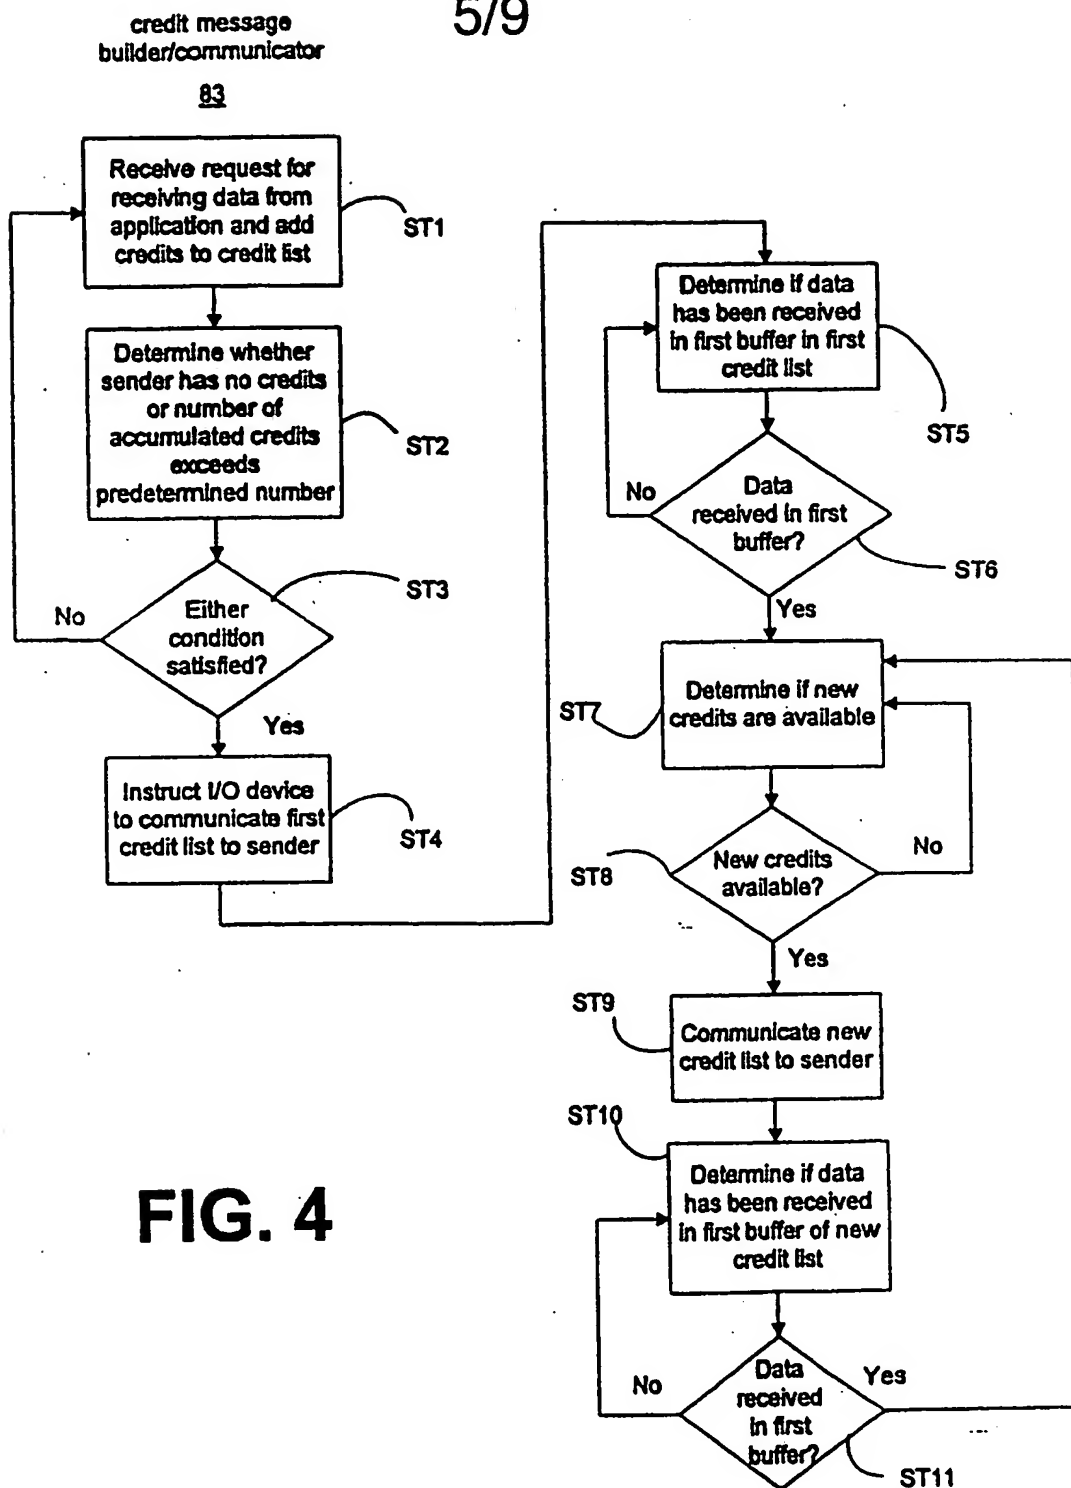 5/9
credit message
builder/communicator
83
Receive request for
receiving data from
application and add
credits to credit list
ST1
Determine whether
sender has no credits
or number of
accumulated credits
exceeds
predetermined number
ST2
Either
condition
satisfied?
ST3
No
Yes
Instruct I/O device
to communicate first
credit list to sender
ST4
Determine if data
has been received
in first buffer in first
credit list
ST5
Data
received in first
buffer?
No
ST6
Yes
Determine if new
credits are available
ST7
New credits
available?
No
ST8
Yes
ST9
Communicate new
credit list to sender
ST10
Determine if data
has been received
in first buffer of new
credit list
Data
received
in first
buffer?
No
Yes
ST11
FIG. 4